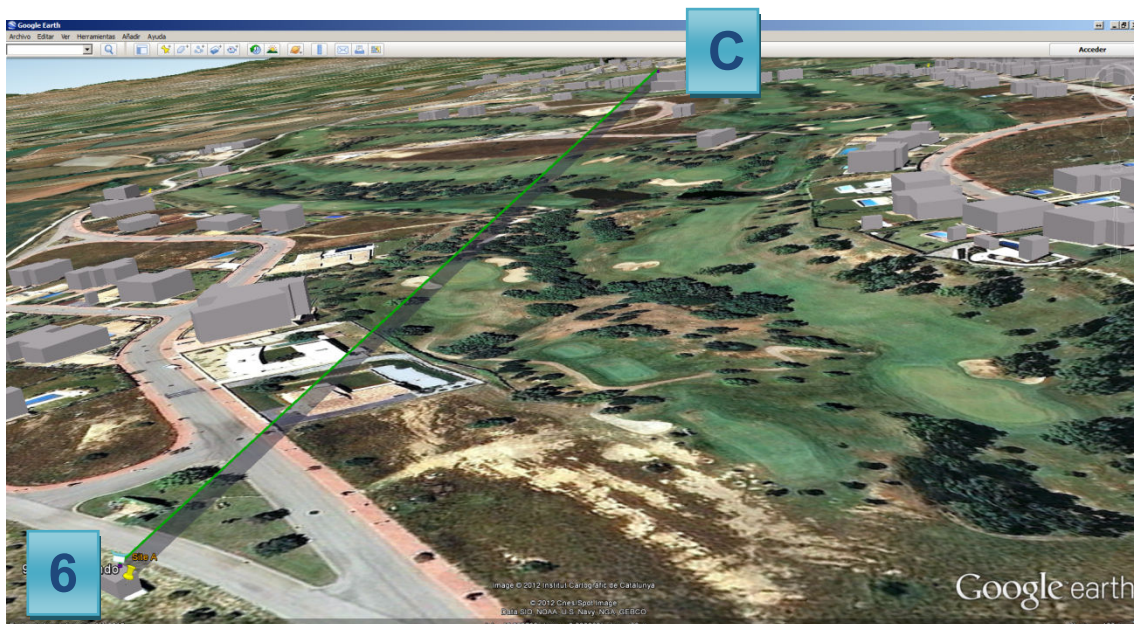 Google Earth
Archivo Editar Ver Herramientas Añadir Ayuda
Acceder
C
Site A
6
Image © 2012 Institut Cartogràfic de Catalunya
© 2012 Cnes/Spot Image
Data SIO, NOAA, U.S. Navy, NGA, GEBCO
Google earth